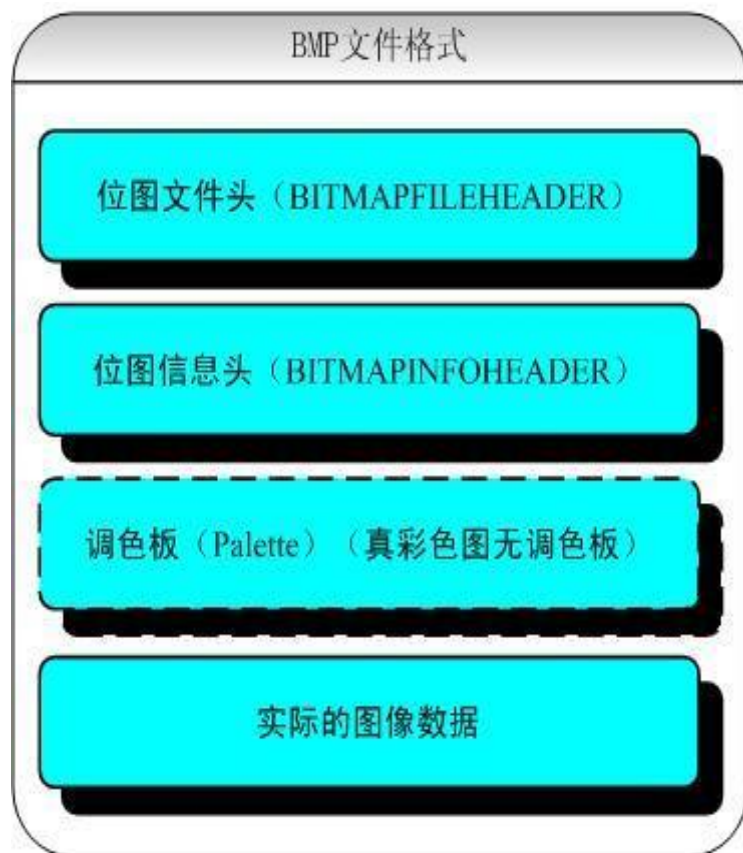 BMP文件格式
位图文件头（BITMAPFILEHEADER）
位图信息头（BITMAPINFOHEADER）
调色板（Palette）（真彩色图无调色板）
实际的图像数据